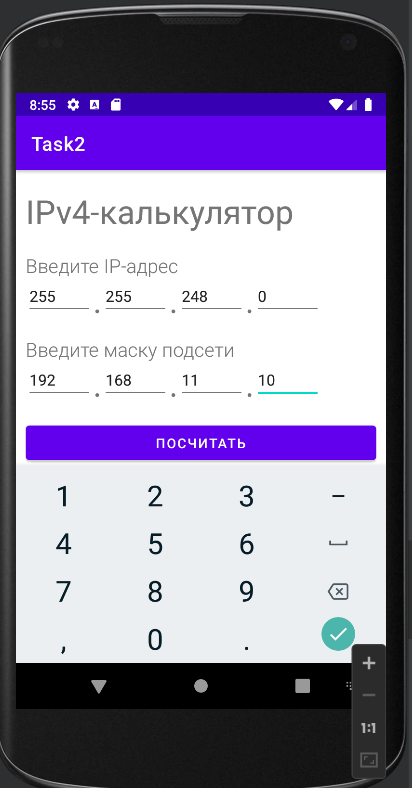 8:55
Task2
IPv4-калькулятор
Введите IP-адрес
255 . 255 . 248 . 0
Введите маску подсети
192 . 168 . 11 . 10
ПОСЧИТАТЬ
1 2 3 –
4 5 6
7 8 9
, 0 .
+
–
1:1